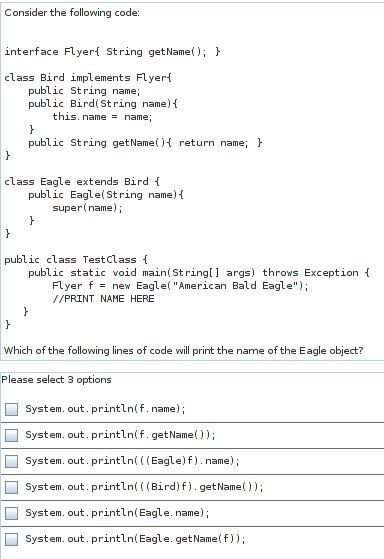 Consider the following code:
interface Flyer{ String getName(); }
class Bird implements Flyer{
public String name;
public Bird(String name){
this.name = name;
}
public String getName(){ return name; }
}
class Eagle extends Bird {
public Eagle(String name){
super(name);
}
}
public class TestClass {
public static void main(String[] args) throws Exception {
Flyer f = new Eagle("American Bald Eagle");
//PRINT NAME HERE
}
}
Which of the following lines of code will print the name of the Eagle object?
Please select 3 options
System.out.println(f.name);
System.out.println(f.getName());
System.out.println(((Eagle)f).name);
System.out.println(((Bird)f).getName());
System.out.println(Eagle.name);
System.out.println(Eagle.getName(f));